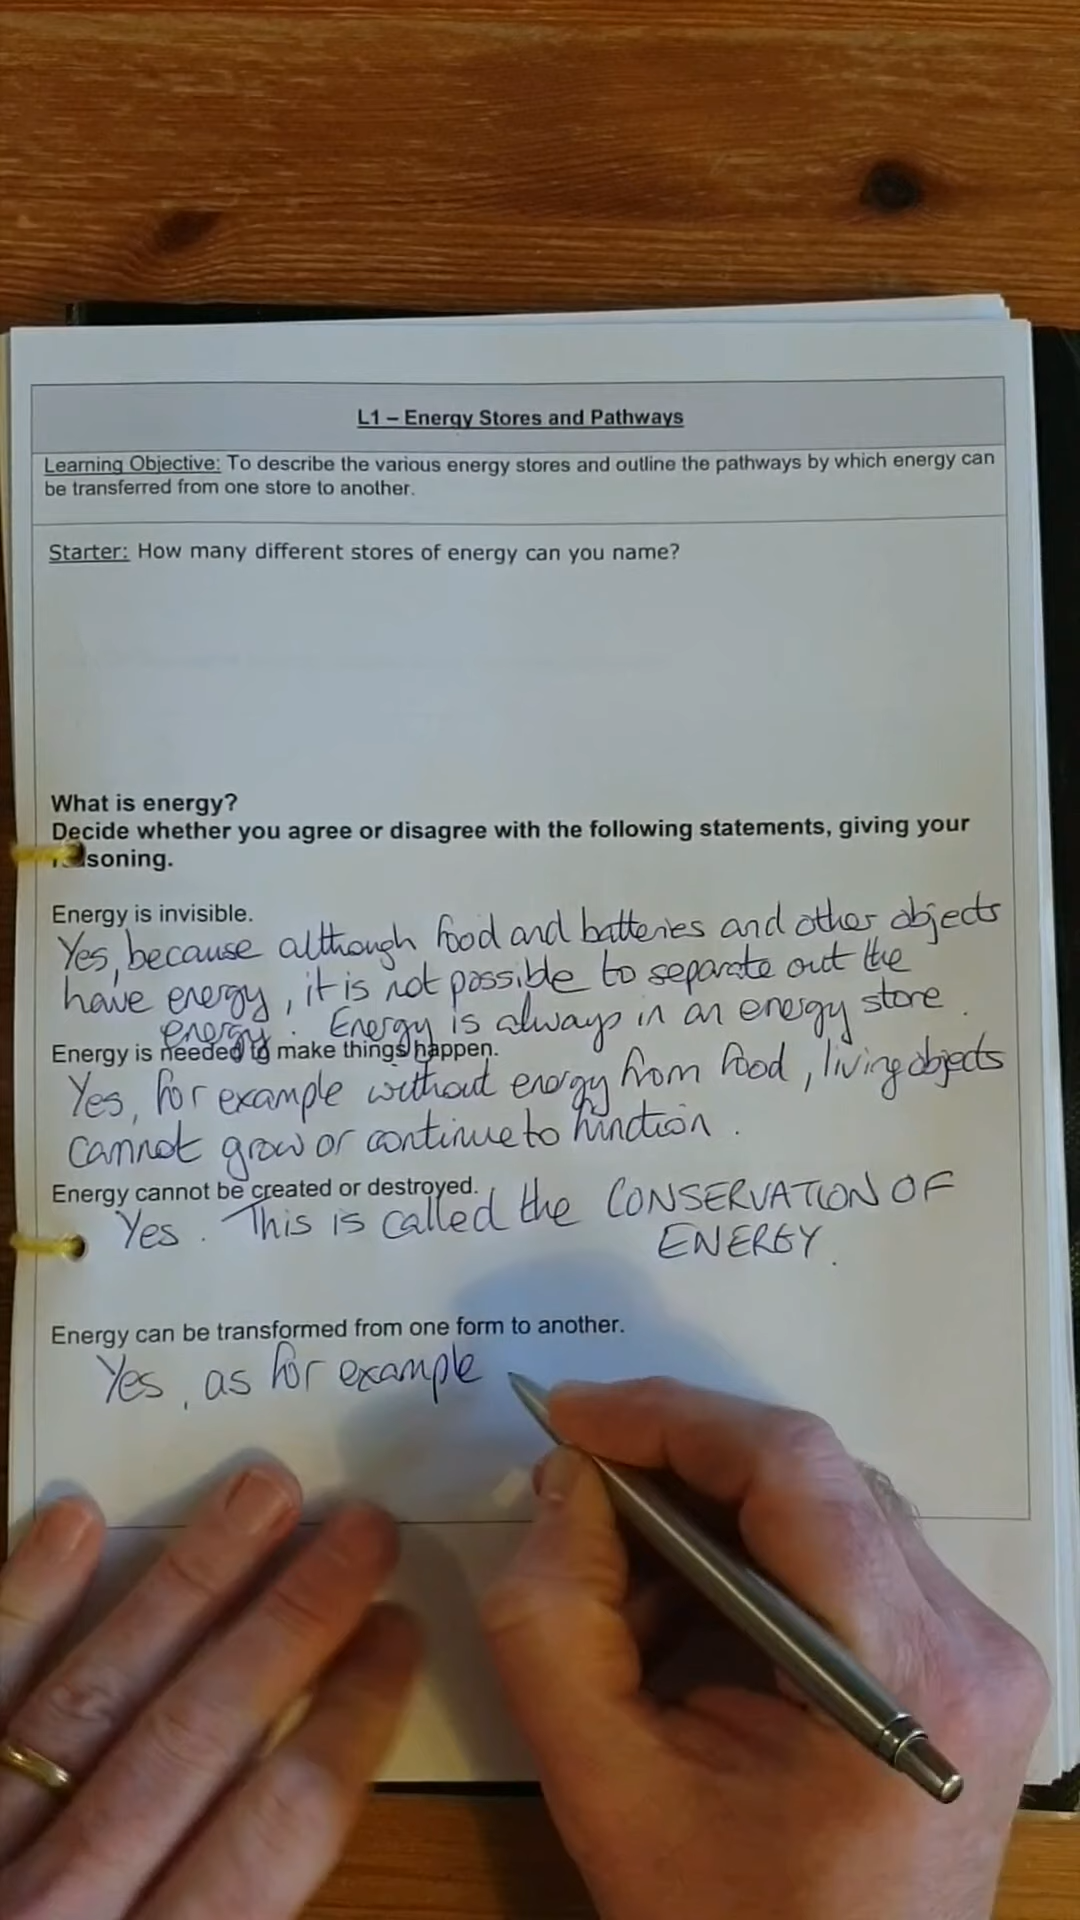 L1 – Energy Stores and Pathways
Learning Objective: To describe the various energy stores and outline the pathways by which energy can
be transferred from one store to another.
Starter: How many different stores of energy can you name?
What is energy?
Decide whether you agree or disagree with the following statements, giving your
reasoning.
Energy is invisible.
Yes, because although food and batteries and other objects
have energy, it is not possible to separate out the
energy. Energy is always in an energy store.
Energy is needed to make things happen.
Yes, for example without energy from food, living objects
cannot grow or continue to function.
Energy cannot be created or destroyed.
Yes. This is called the CONSERVATION OF
ENERGY.
Energy can be transformed from one form to another.
Yes, as for example